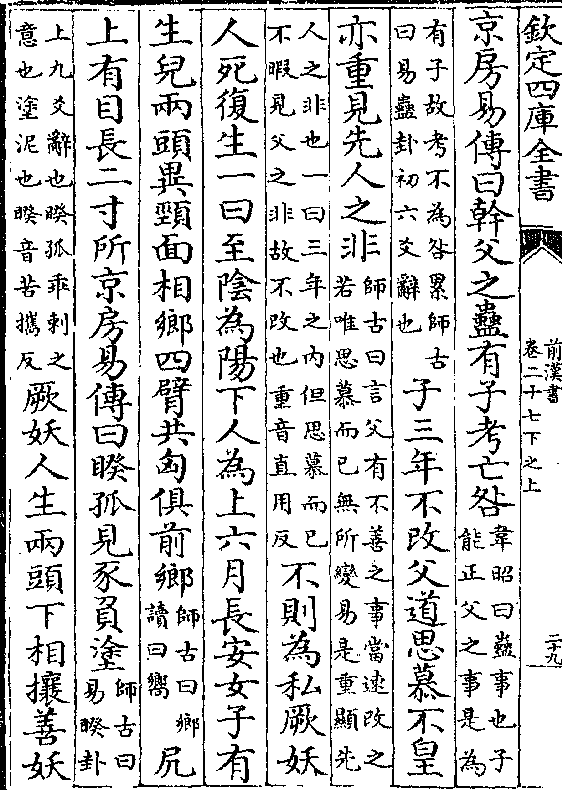 欽定四庫全書
前漢書
卷二十七下之上
二十九
京房易傳曰幹父之蠱有子考亡咎韋昭曰蠱事也子能正父之事是為
有子故考不為咎累師古曰易蠱卦初六爻辭也子三年不改父道思慕不皇
亦重見先人之非師古曰言父有不善之事當速改之若唯思慕而已無所變易是重顯先
人之非也一曰三年之内但思慕而已不暇見父之非故不改也重音直用反不則為私厥妖
人死復生一曰至陰為陽下人為上六月長安女子有
生兒兩頭異頸面相鄉四臂共匈俱前鄉師古曰鄉讀曰嚮尻
上有目長二寸所京房易傳曰睽孤見豕負塗師古曰易睽卦
上九爻辭也睽孤乖剌之意也塗泥也睽音苦攜反厥妖人生兩頭下相攘善妖